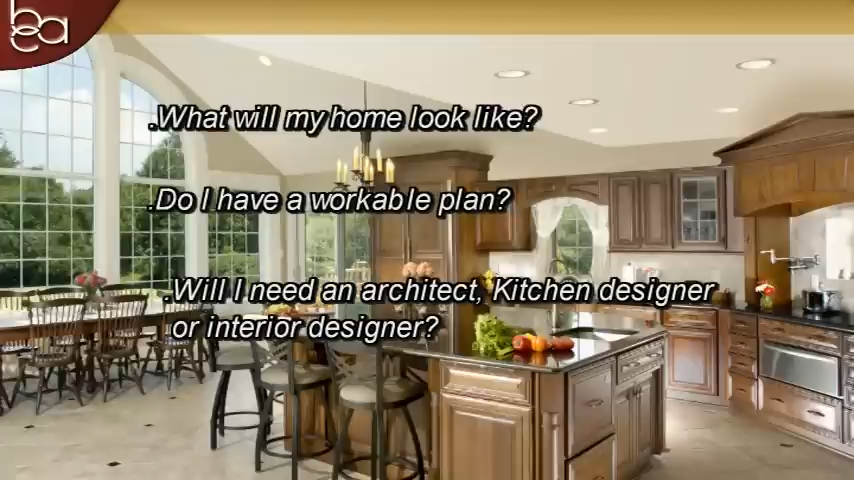 bca
.What will my home look like?
.Do I have a workable plan?
.Will I need an architect, Kitchen designer
or interior designer?